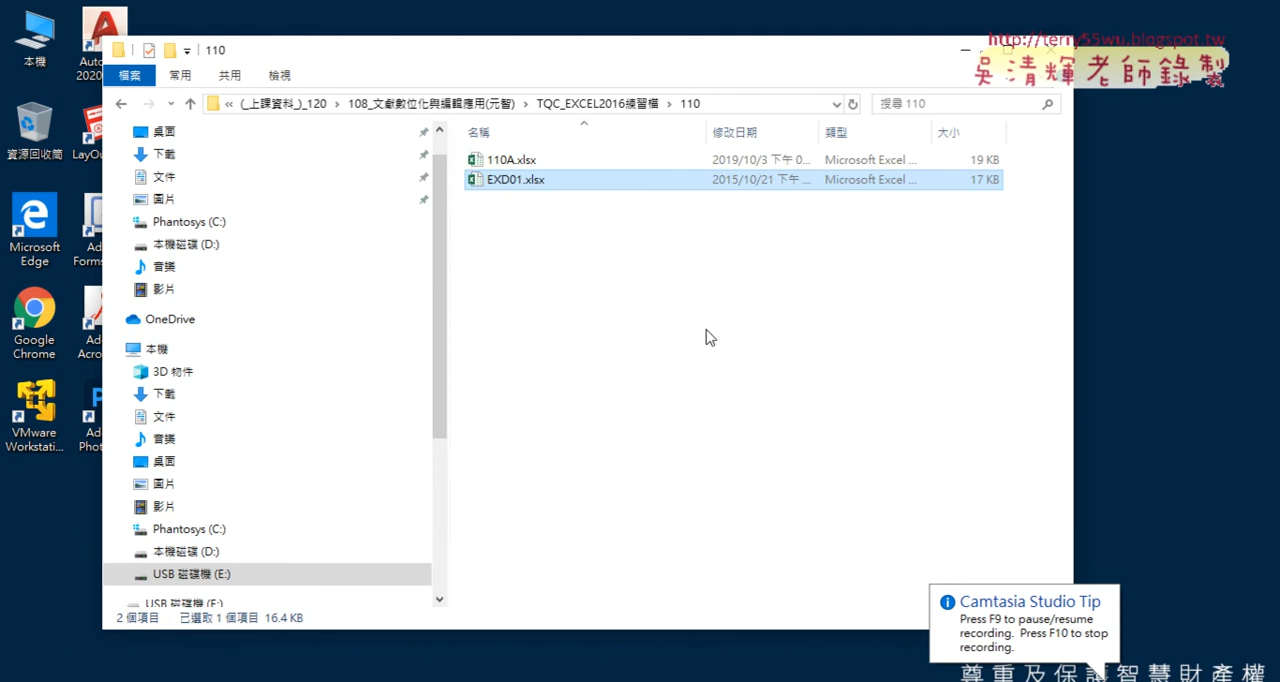 本機
Auto
2020
資源回收筒
LayOu
Microsoft
Edge
Ad
Forms
Google
Chrome
Ad
Acro
VMware
Workstati...
Ad
Phot
110
檔案 常用 共用 檢視
« (_上課資料_)_120 › 108_文獻數位化與編輯應用(元智) › TQC_EXCEL2016練習檔 › 110
搜尋 110
桌面
下載
文件
圖片
Phantosys (C:)
本機磁碟 (D:)
音樂
影片
OneDrive
本機
3D 物件
下載
文件
音樂
桌面
圖片
影片
Phantosys (C:)
本機磁碟 (D:)
USB 磁碟機 (E:)
USB 磁碟機 (E:)
名稱 修改日期 類型 大小
110A.xlsx 2019/10/3 下午 0... Microsoft Excel ... 19 KB
EXD01.xlsx 2015/10/21 下午 ... Microsoft Excel ... 17 KB
2 個項目 已選取 1 個項目 16.4 KB
http://terry55wu.blogspot.tw
吳清輝老師錄製
Camtasia Studio Tip
Press F9 to pause/resume
recording. Press F10 to stop
recording.
尊重及保護智慧財產權